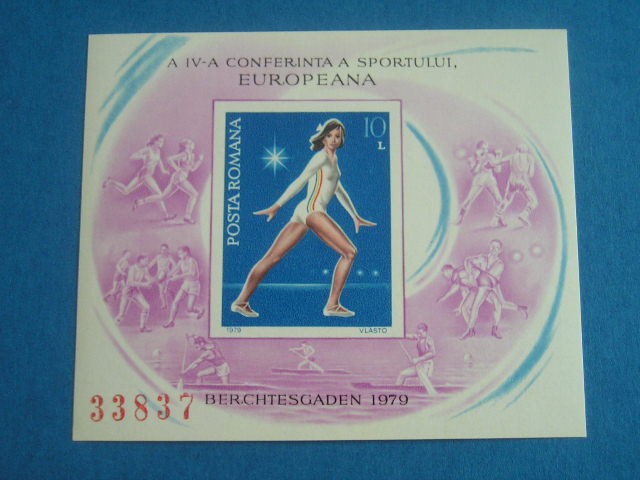 A IV-A CONFERINTA A SPORTULUI,
EUROPEANA
POSTA ROMANA
10
L
1979
VLASTO
33837
BERCHTESGADEN 1979